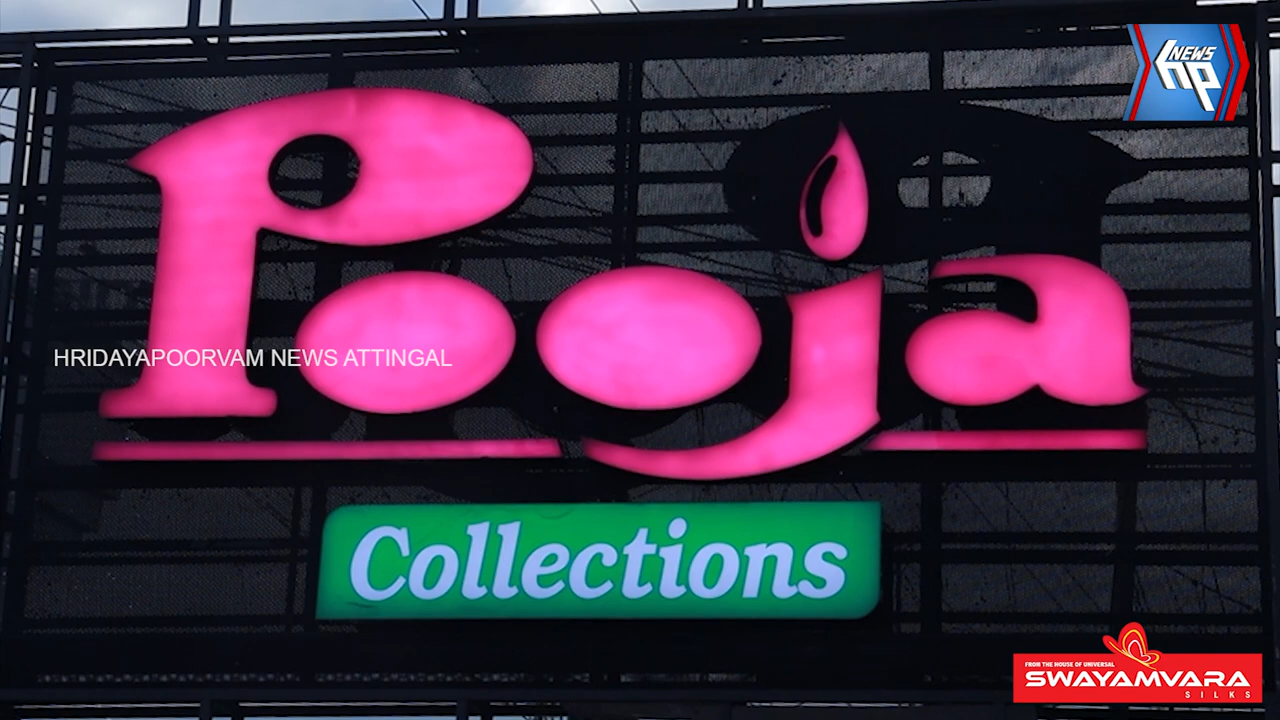 NEWS
hp
Pooja
HRIDAYAPOORVAM NEWS ATTINGAL
Collections
FROM THE HOUSE OF UNIVERSAL
SWAYAMVARA
SILKS